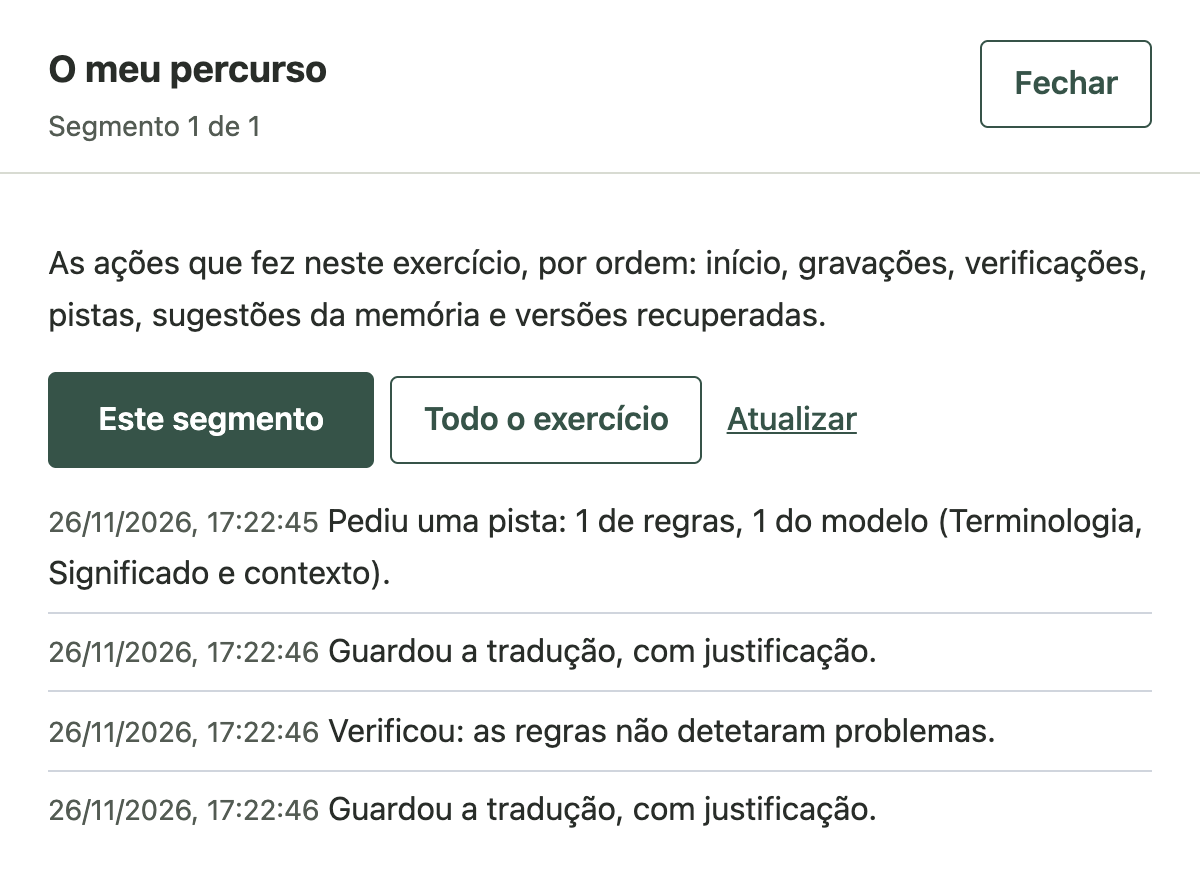 O meu percurso
Fechar
Segmento 1 de 1
As ações que fez neste exercício, por ordem: início, gravações, verificações,
pistas, sugestões da memória e versões recuperadas.
Este segmento
Todo o exercício
Atualizar
26/11/2026, 17:22:45 Pediu uma pista: 1 de regras, 1 do modelo (Terminologia,
Significado e contexto).
26/11/2026, 17:22:46 Guardou a tradução, com justificação.
26/11/2026, 17:22:46 Verificou: as regras não detetaram problemas.
26/11/2026, 17:22:46 Guardou a tradução, com justificação.